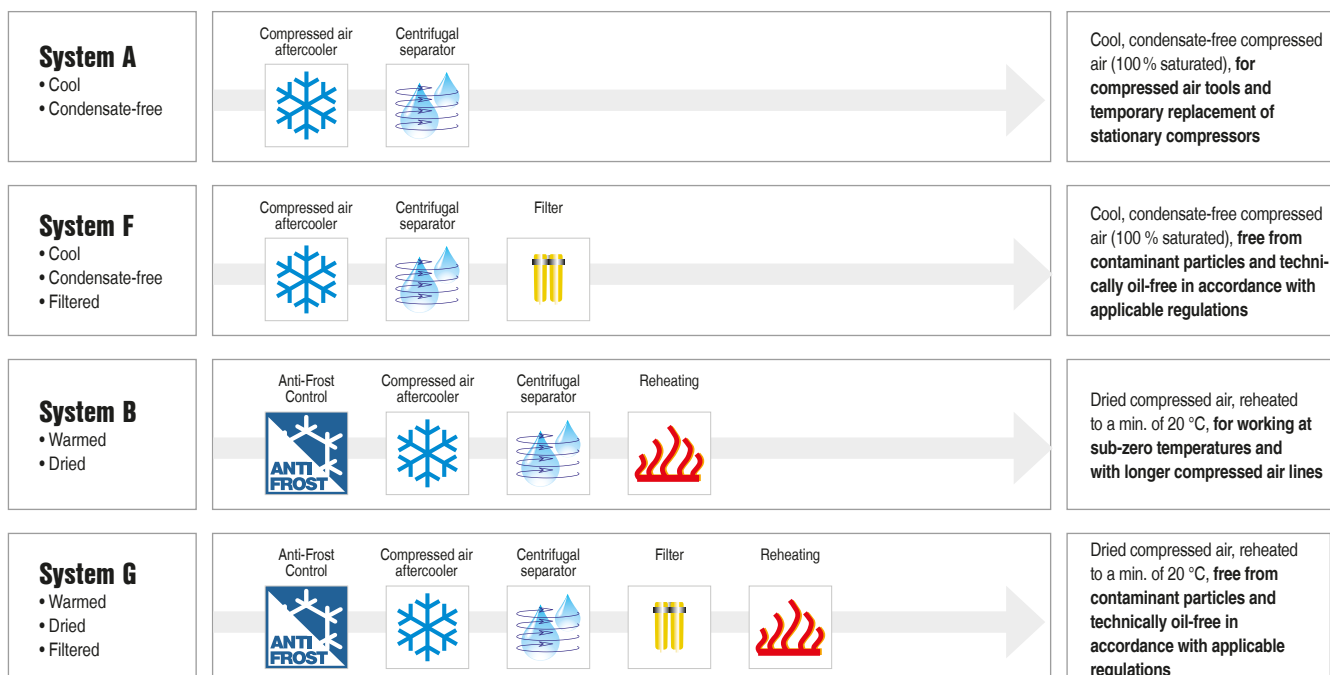 System A
• Cool
• Condensate-free
Compressed air
aftercooler
Centrifugal
separator
Cool, condensate-free compressed
air (100 % saturated), for
compressed air tools and
temporary replacement of
stationary compressors
System F
• Cool
• Condensate-free
• Filtered
Compressed air
aftercooler
Centrifugal
separator
Filter
Cool, condensate-free compressed
air (100 % saturated), free from
contaminant particles and techni-
cally oil-free in accordance with
applicable regulations
System B
• Warmed
• Dried
Anti-Frost
Control
ANTI
FROST
Compressed air
aftercooler
Centrifugal
separator
Reheating
Dried compressed air, reheated
to a min. of 20 °C, for working at
sub-zero temperatures and
with longer compressed air lines
System G
• Warmed
• Dried
• Filtered
Anti-Frost
Control
ANTI
FROST
Compressed air
aftercooler
Centrifugal
separator
Filter
Reheating
Dried compressed air, reheated
to a min. of 20 °C, free from
contaminant particles and
technically oil-free in
accordance with applicable
regulations